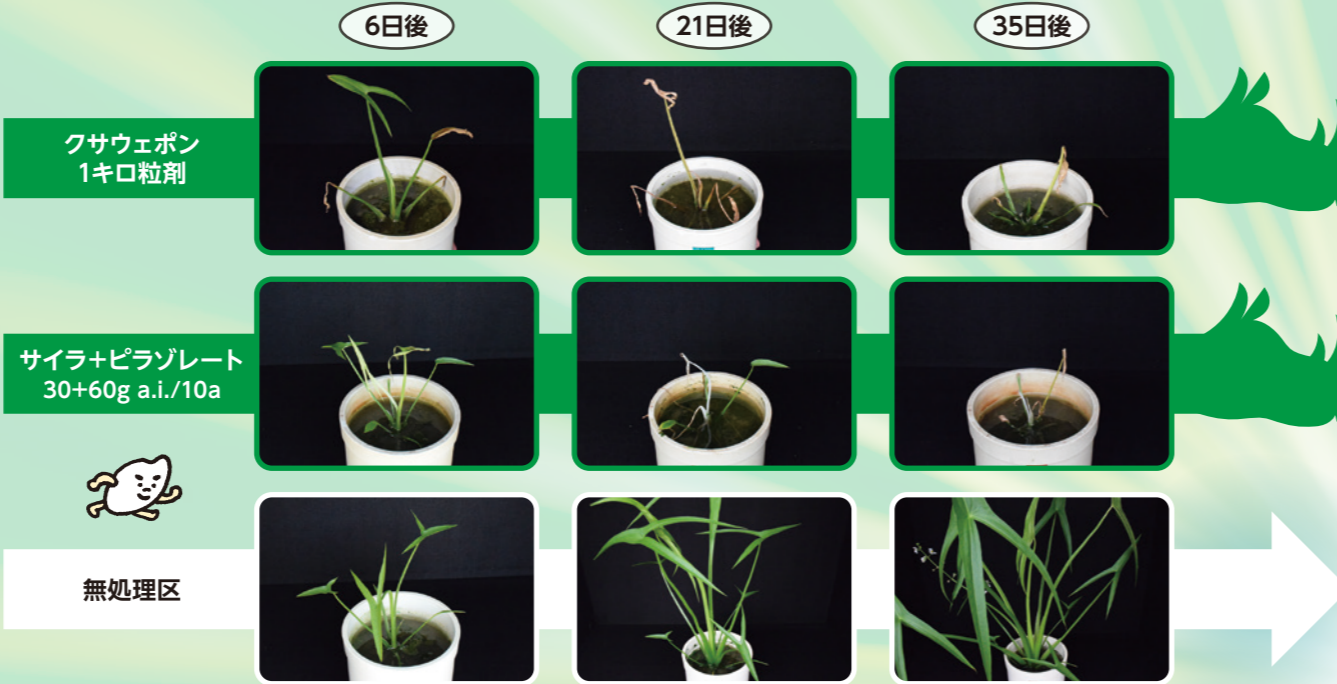 6日後
21日後
35日後
クサウェポン
1キロ粒剤
サイラ+ピラゾレート
30+60g a.i./10a
無処理区